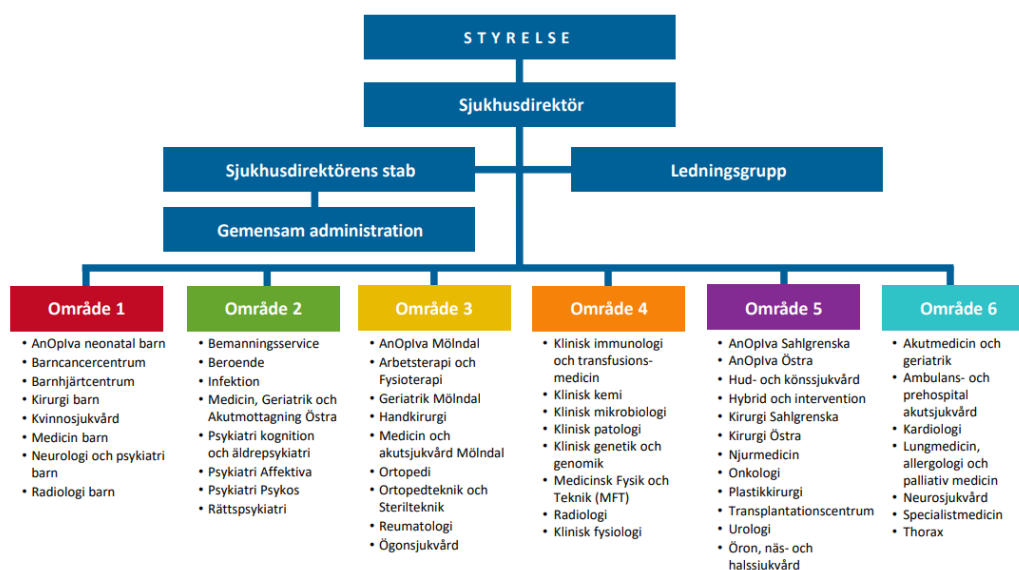 STYRELSE
Sjukhusdirektör
Sjukhusdirektörens stab
Ledningsgrupp
Gemensam administration
Område 1
• AnOpIva neonatal barn
• Barncancercentrum
• Barnhjärtcentrum
• Kirurgi barn
• Kvinnosjukvård
• Medicin barn
• Neurologi och psykiatri
barn
• Radiologi barn
Område 2
• Bemanningsservice
• Beroende
• Infektion
• Medicin, Geriatrik och
Akutmottagning Östra
• Psykiatri kognition
och äldrepsykiatri
• Psykiatri Affektiva
• Psykiatri Psykos
• Rättspsykiatri
Område 3
• AnOpIva Mölndal
• Arbetsterapi och
Fysioterapi
• Geriatrik Mölndal
• Handkirurgi
• Medicin och
akutsjukvård Mölndal
• Ortopedi
• Ortopedteknik och
Sterilteknik
• Reumatologi
• Ögonsjukvård
Område 4
• Klinisk immunologi
och transfusions-
medicin
• Klinisk kemi
• Klinisk mikrobiologi
• Klinisk patologi
• Klinisk genetik och
genomik
• Medicinsk Fysik och
Teknik (MFT)
• Radiologi
• Klinisk fysiologi
Område 5
• AnOpIva Sahlgrenska
• AnOpIva Östra
• Hud- och könssjukvård
• Hybrid och intervention
• Kirurgi Sahlgrenska
• Kirurgi Östra
• Njurmedicin
• Onkologi
• Plastikkirurgi
• Transplantationscentrum
• Urologi
• Öron, näs- och
halssjukvård
Område 6
• Akutmedicin och
geriatrik
• Ambulans- och
prehospital
akutsjukvård
• Kardiologi
• Lungmedicin,
allergologi och
palliativ medicin
• Neurosjukvård
• Specialistmedicin
• Thorax